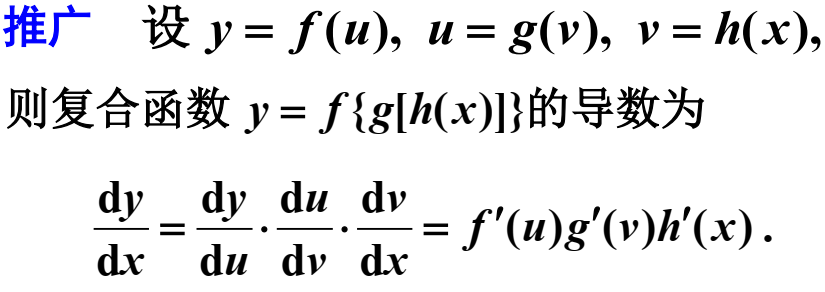 推广 设 y = f(u), u = g(v), v = h(x),
则复合函数 y = f{g[h(x)]}的导数为
dy/dx = dy/du · du/dv · dv/dx = f′(u)g′(v)h′(x) .